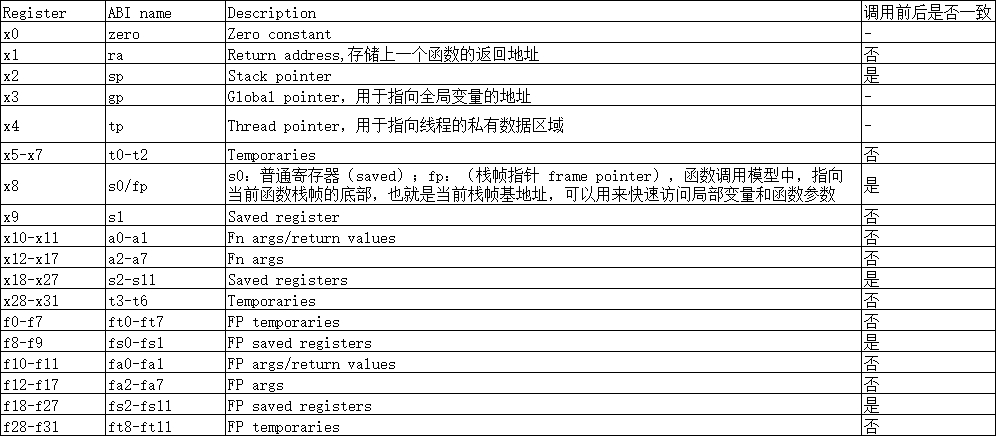 Register ABI name Description 调用前后是否一致
x0 zero Zero constant -
x1 ra Return address,存储上一个函数的返回地址 否
x2 sp Stack pointer 是
x3 gp Global pointer，用于指向全局变量的地址 -
x4 tp Thread pointer，用于指向线程的私有数据区域 -
x5-x7 t0-t2 Temporaries 否
x8 s0/fp s0：普通寄存器（saved）；fp：（栈帧指针 frame pointer），函数调用模型中，指向
当前函数栈帧的底部，也就是当前栈帧基地址，可以用来快速访问局部变量和函数参数 是
x9 s1 Saved register 否
x10-x11 a0-a1 Fn args/return values 否
x12-x17 a2-a7 Fn args 否
x18-x27 s2-s11 Saved registers 是
x28-x31 t3-t6 Temporaries 否
f0-f7 ft0-ft7 FP temporaries 否
f8-f9 fs0-fs1 FP saved registers 是
f10-f11 fa0-fa1 FP args/return values 否
f12-f17 fa2-fa7 FP args 否
f18-f27 fs2-fs11 FP saved registers 是
f28-f31 ft8-ft11 FP temporaries 否